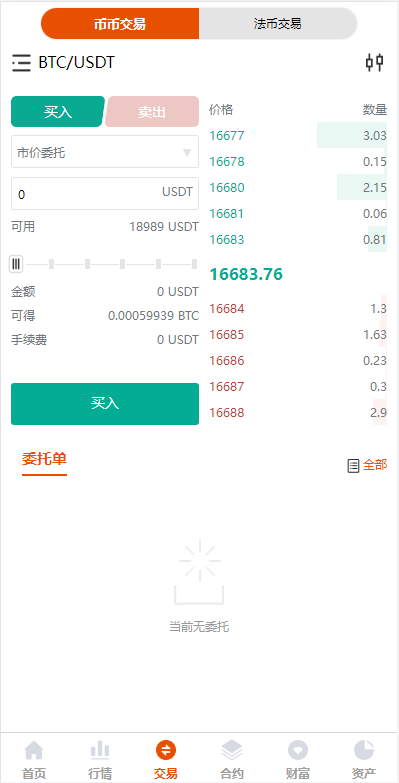 币币交易 法币交易
BTC/USDT
买入 卖出
市价委托
0 USDT
可用 18989 USDT
金额 0 USDT
可得 0.00059939 BTC
手续费 0 USDT
买入
价格 数量
16677 3.03
16678 0.15
16680 2.15
16681 0.06
16683 0.81
16683.76
16684 1.3
16685 1.63
16686 0.23
16687 0.3
16688 2.9
委托单 全部
当前无委托
首页 行情 交易 合约 财富 资产